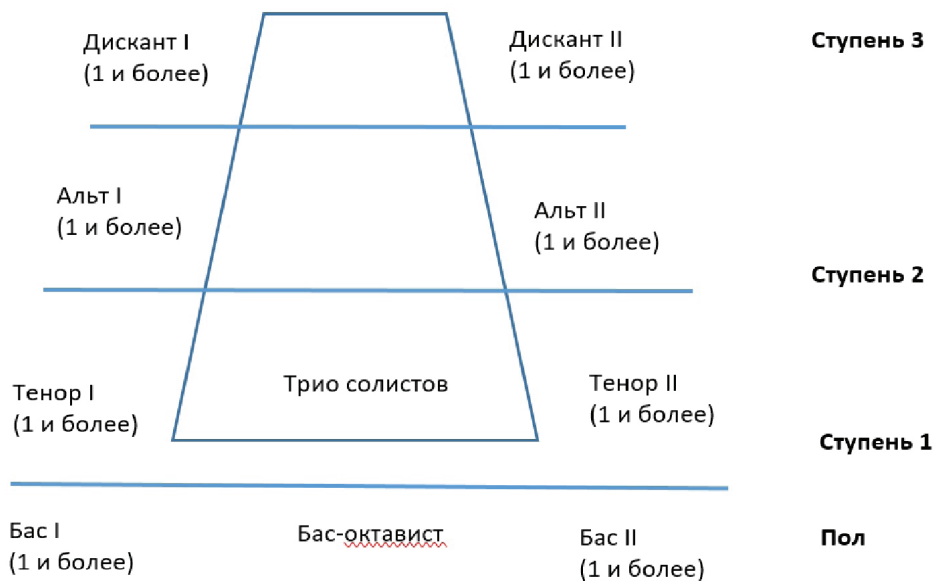 Дискант I
(1 и более)
Дискант II
(1 и более)
Ступень 3
Альт I
(1 и более)
Альт II
(1 и более)
Ступень 2
Тенор I
(1 и более)
Трио солистов
Тенор II
(1 и более)
Ступень 1
Бас I
(1 и более)
Бас-октавист
Бас II
(1 и более)
Пол